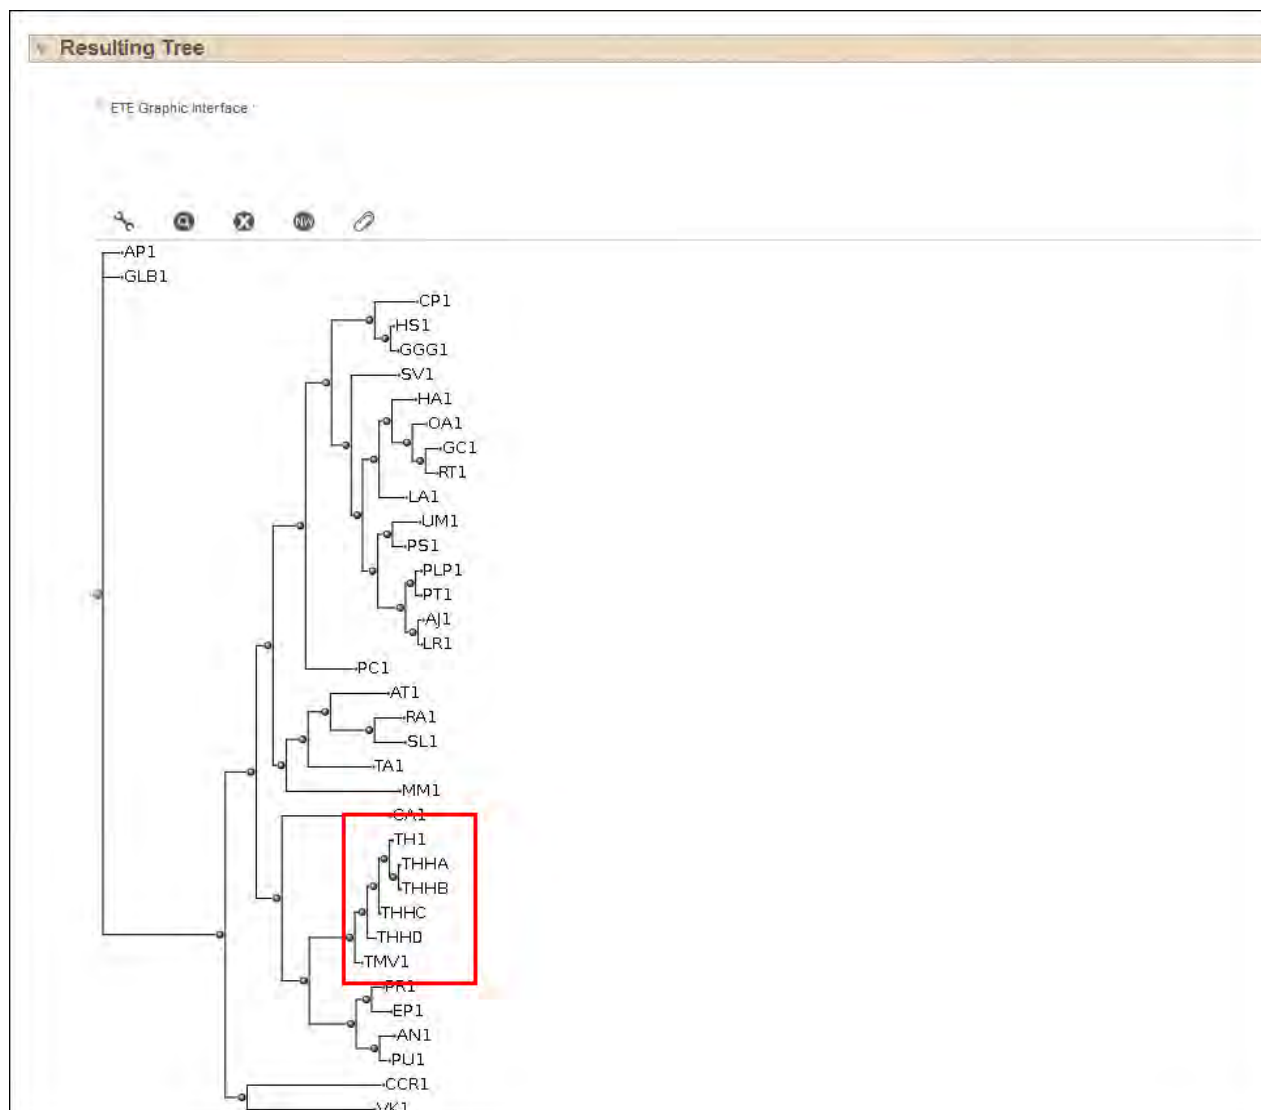 Resulting Tree
ETE Graphic Interface
NW
AP1
GLB1
CP1
HS1
GGG1
SV1
HA1
OA1
GC1
RT1
LA1
UM1
PS1
PLP1
PT1
AJ1
LR1
PC1
AT1
RA1
SL1
TA1
MM1
TH1
THHA
THHB
THHC
THHD
TMV1
PR1
EP1
AN1
PU1
CCR1
VK1